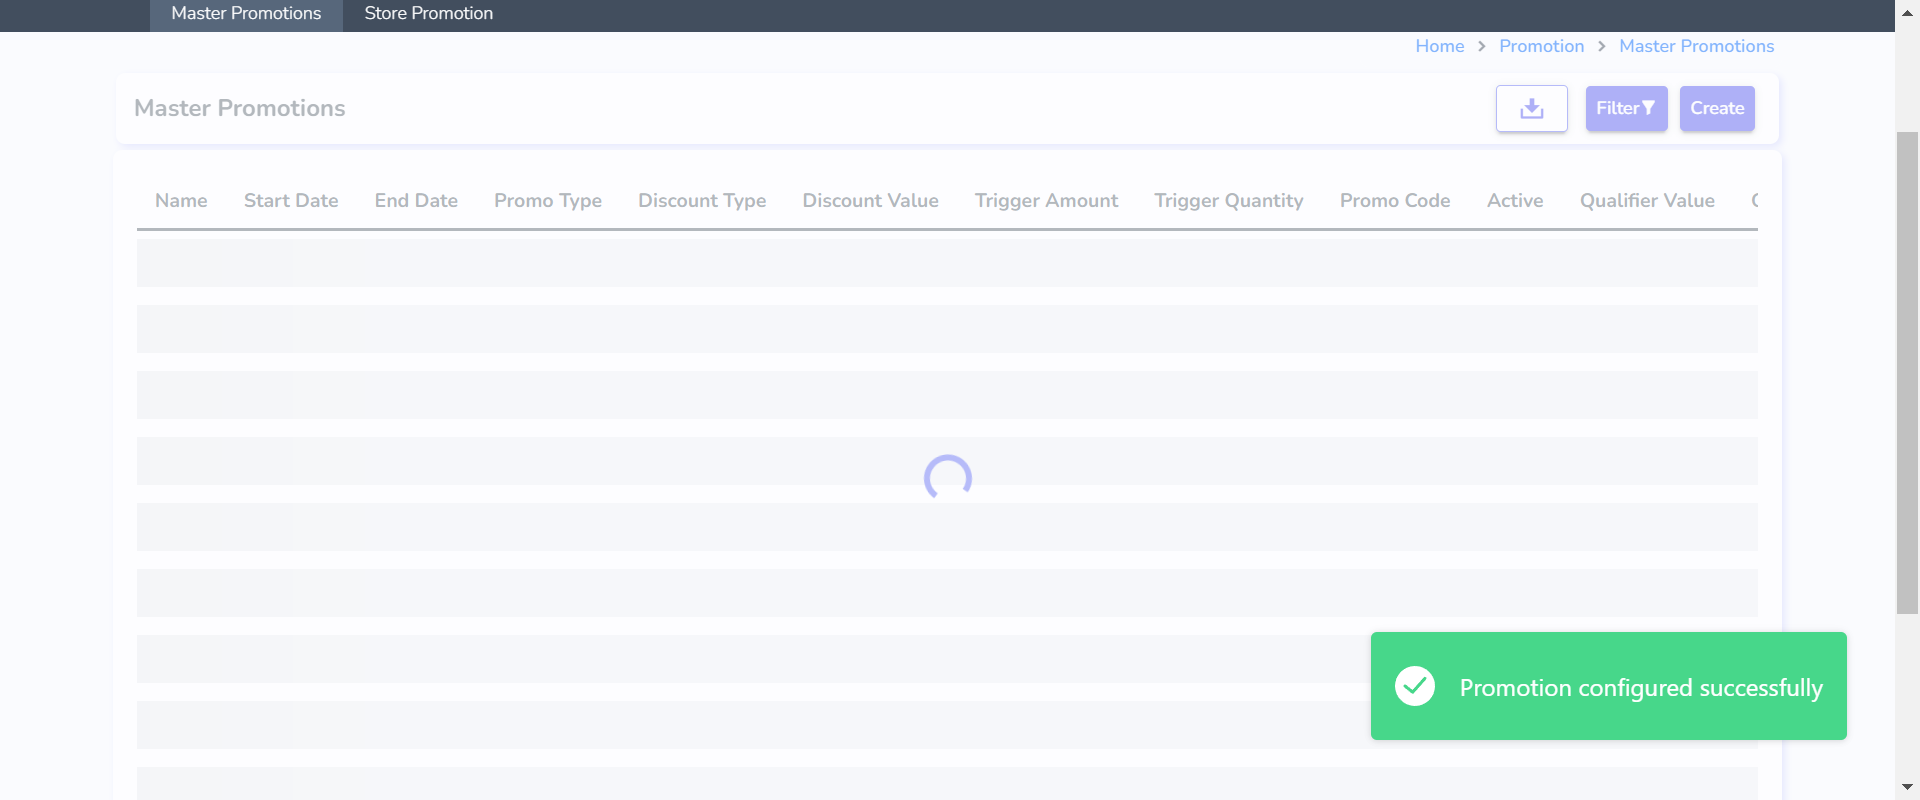 Master Promotions Store Promotion
Home Promotion Master Promotions
Master Promotions Filter Create
Name Start Date End Date Promo Type Discount Type Discount Value Trigger Amount Trigger Quantity Promo Code Active Qualifier Value
Promotion configured successfully